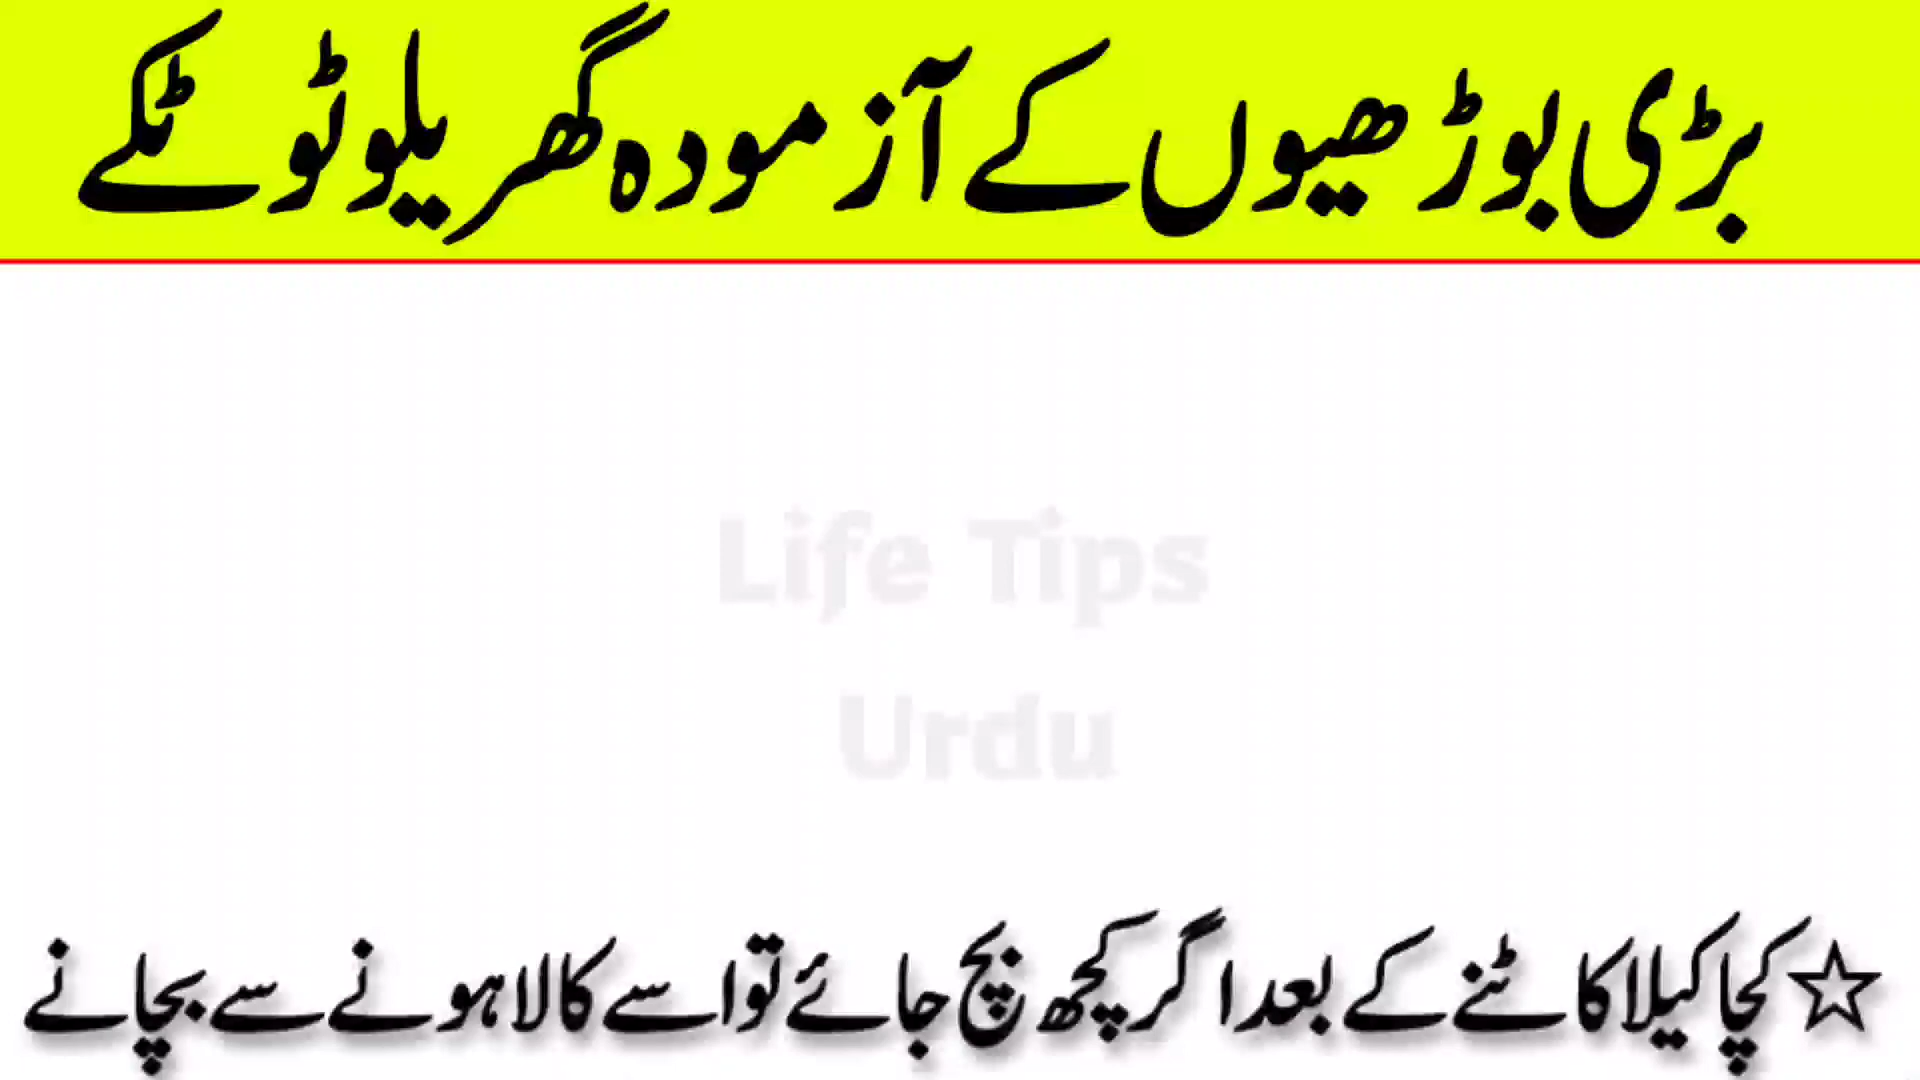 بڑی بوڑھیوں کے آزمودہ گھریلو ٹوٹکے
Life Tips
Urdu
☆ کچا کیلا کاٹنے کے بعد اگر کچھ بچ جائے تو اسے کالا ہونے سے بچانے